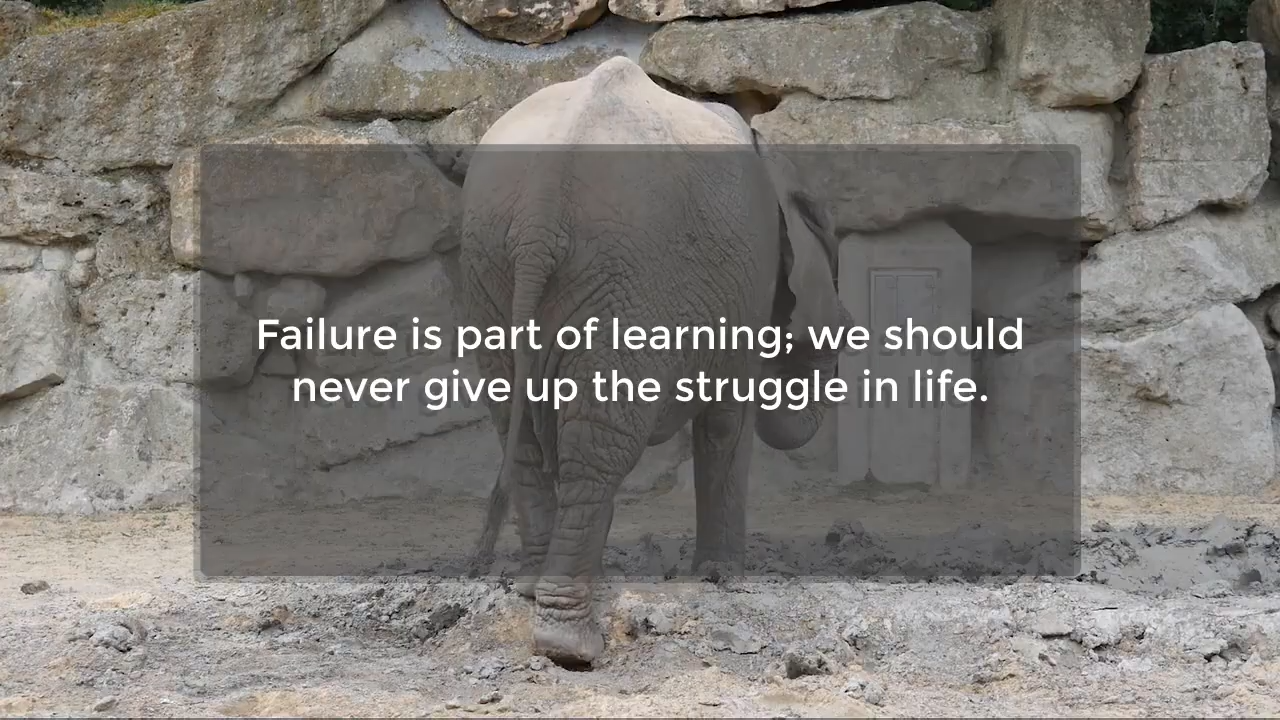 Failure is part of learning; we should
never give up the struggle in life.